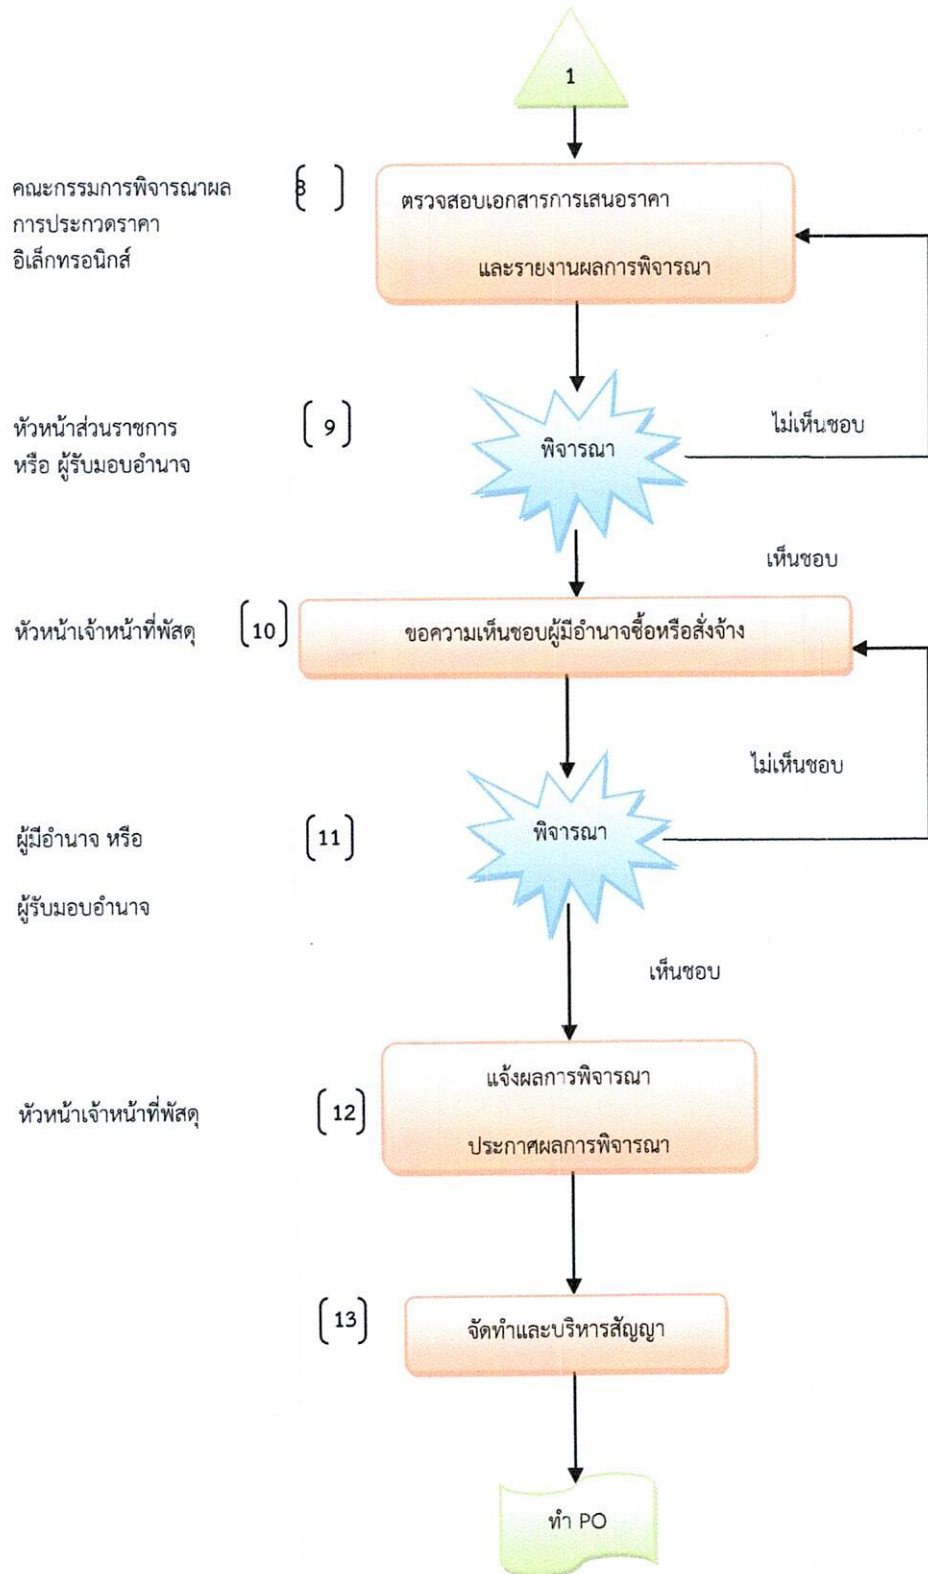 1
คณะกรรมการพิจารณาผล
การประกวดราคา
อิเล็กทรอนิกส์
8
ตรวจสอบเอกสารการเสนอราคา
และรายงานผลการพิจารณา
หัวหน้าส่วนราชการ
หรือ ผู้รับมอบอำนาจ
9
พิจารณา
ไม่เห็นชอบ
เห็นชอบ
หัวหน้าเจ้าหน้าที่พัสดุ
10
ขอความเห็นชอบผู้มีอำนาจซื้อหรือสั่งจ้าง
ไม่เห็นชอบ
ผู้มีอำนาจ หรือ
ผู้รับมอบอำนาจ
11
พิจารณา
เห็นชอบ
หัวหน้าเจ้าหน้าที่พัสดุ
12
แจ้งผลการพิจารณา
ประกาศผลการพิจารณา
13
จัดทำและบริหารสัญญา
ทำ PO